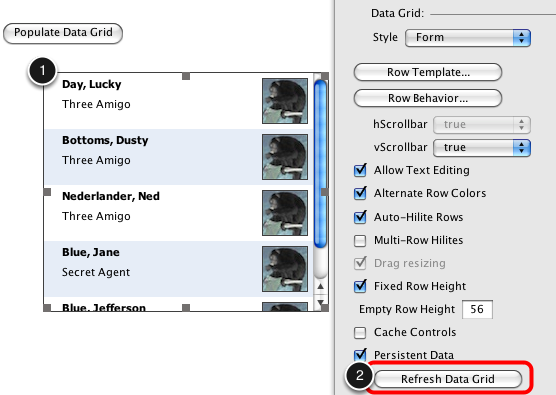 Populate Data Grid
1
Day, Lucky
Three Amigo
Bottoms, Dusty
Three Amigo
Nederlander, Ned
Three Amigo
Blue, Jane
Secret Agent
Blue, Jefferson
Data Grid:
Style Form
Row Template...
Row Behavior...
hScrollbar true
vScrollbar true
Allow Text Editing
Alternate Row Colors
Auto-Hilite Rows
Multi-Row Hilites
Drag resizing
Fixed Row Height
Empty Row Height 56
Cache Controls
Persistent Data
2
Refresh Data Grid